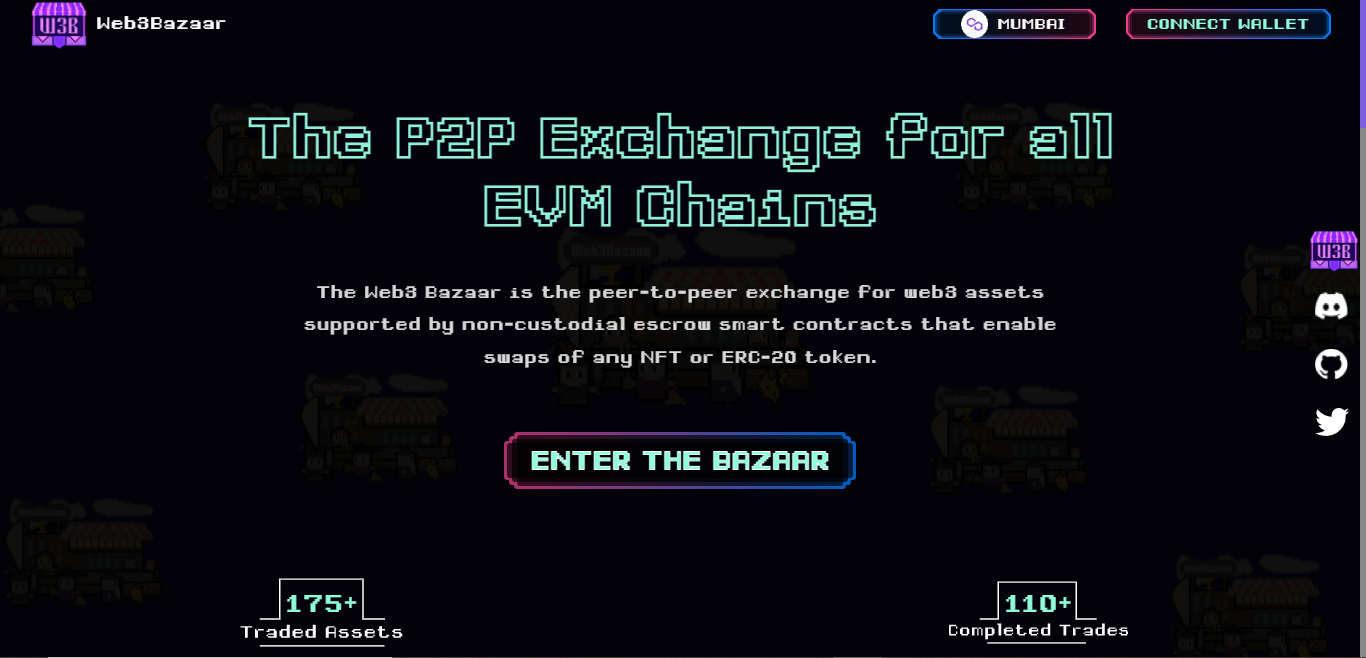 W3B Web3Bazaar
MUMBAI
CONNECT WALLET
The P2P Exchange for all
EVM Chains
Web3Bazaar
W3B
The Web3 Bazaar is the peer-to-peer exchange for web3 assets
supported by non-custodial escrow smart contracts that enable
swaps of any NFT or ERC-20 token.
ENTER THE BAZAAR
175+
Traded Assets
110+
Completed Trades